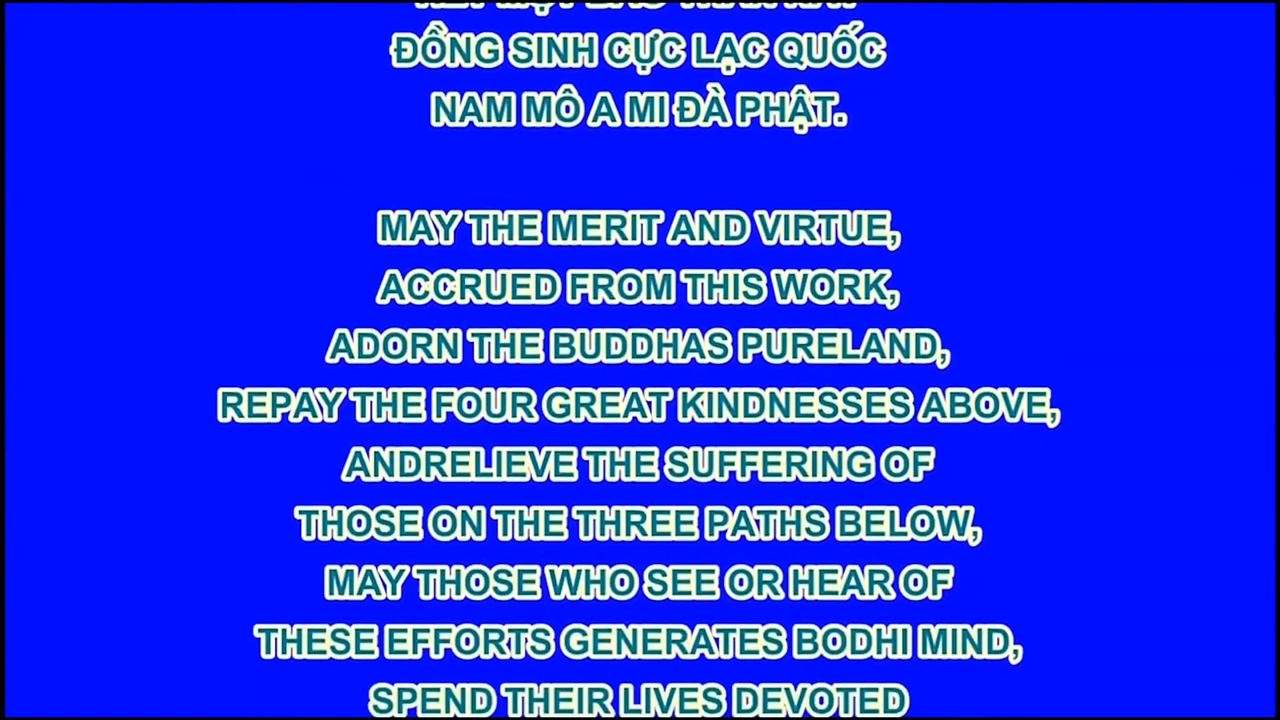 ĐỒNG SINH CỰC LẠC QUỐC
NAM MÔ A MI ĐÀ PHẬT.
MAY THE MERIT AND VIRTUE,
ACCRUED FROM THIS WORK,
ADORN THE BUDDHAS PURELAND,
REPAY THE FOUR GREAT KINDNESSES ABOVE,
ANDRELIEVE THE SUFFERING OF
THOSE ON THE THREE PATHS BELOW,
MAY THOSE WHO SEE OR HEAR OF
THESE EFFORTS GENERATES BODHI MIND,
SPEND THEIR LIVES DEVOTED